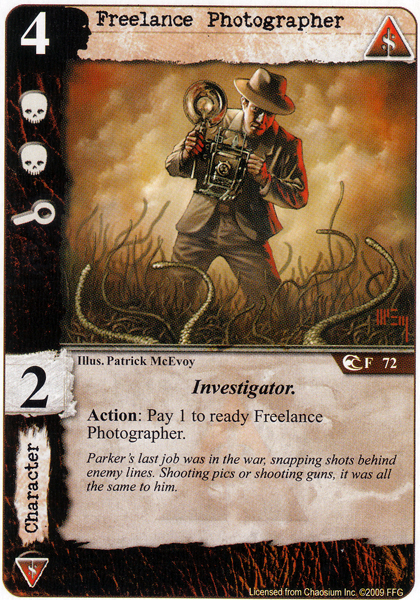 4
Freelance Photographer
Illus. Patrick McEvoy
F 72
2
Investigator.
Action: Pay 1 to ready Freelance
Photographer.
Parker's last job was in the war, snapping shots behind
enemy lines. Shooting pics or shooting guns, it was all
the same to him.
Character
Licensed from Chaosium Inc. ©2009 FFG